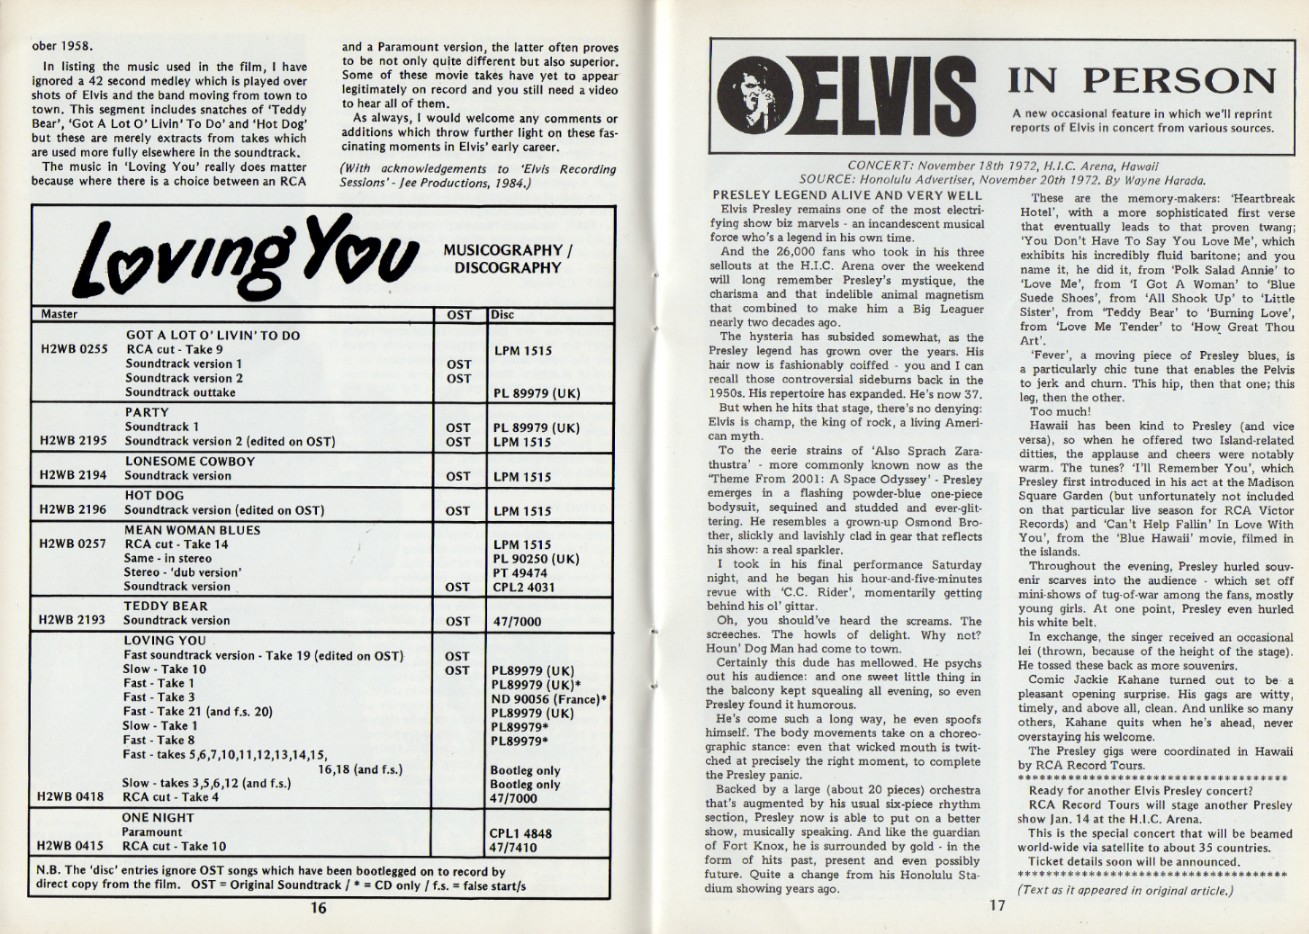 ober 1958.
In listing the music used in the film, I have
ignored a 42 second medley which is played over
shots of Elvis and the band moving from town to
town. This segment includes snatches of 'Teddy
Bear', 'Got A Lot O' Livin' To Do' and 'Hot Dog'
but these are merely extracts from takes which
are used more fully elsewhere in the soundtrack.
The music in 'Loving You' really does matter
because where there is a choice between an RCA
and a Paramount version, the latter often proves
to be not only quite different but also superior.
Some of these movie takes have yet to appear
legitimately on record and you still need a video
to hear all of them.
As always, I would welcome any comments or
additions which throw further light on these fas-
cinating moments in Elvis' early career.
(With acknowledgements to 'Elvis Recording
Sessions' - Jee Productions, 1984.)
Loving You
MUSICOGRAPHY /
DISCOGRAPHY
Master OST Disc
GOT A LOT O' LIVIN' TO DO
H2WB 0255 RCA cut - Take 9 LPM 1515
Soundtrack version 1 OST
Soundtrack version 2 OST
Soundtrack outtake PL 89979 (UK)
PARTY
Soundtrack 1 OST PL 89979 (UK)
H2WB 2195 Soundtrack version 2 (edited on OST) OST LPM 1515
LONESOME COWBOY
H2WB 2194 Soundtrack version OST LPM 1515
HOT DOG
H2WB 2196 Soundtrack version (edited on OST) OST LPM 1515
MEAN WOMAN BLUES
H2WB 0257 RCA cut - Take 14 LPM 1515
Same - in stereo PL 90250 (UK)
Stereo - 'dub version' PT 49474
Soundtrack version OST CPL2 4031
TEDDY BEAR
H2WB 2193 Soundtrack version OST 47/7000
LOVING YOU
Fast soundtrack version - Take 19 (edited on OST) OST
Slow - Take 10 OST PL89979 (UK)
Fast - Take 1 PL89979 (UK)*
Fast - Take 3 ND 90056 (France)*
Fast - Take 21 (and f.s. 20) PL89979 (UK)
Slow - Take 1 PL89979*
Fast - Take 8 PL89979*
Fast - takes 5,6,7,10,11,12,13,14,15,
16,18 (and f.s.) Bootleg only
Slow - takes 3,5,6,12 (and f.s.) Bootleg only
H2WB 0418 RCA cut - Take 4 47/7000
ONE NIGHT
Paramount CPL1 4848
H2WB 0415 RCA cut - Take 10 47/7410
N.B. The 'disc' entries ignore OST songs which have been bootlegged on to record by
direct copy from the film. OST = Original Soundtrack / * = CD only / f.s. = false start/s
16
ELVIS IN PERSON
A new occasional feature in which we'll reprint
reports of Elvis in concert from various sources.
CONCERT: November 18th 1972, H.I.C. Arena, Hawaii
SOURCE: Honolulu Advertiser, November 20th 1972. By Wayne Harada.
PRESLEY LEGEND ALIVE AND VERY WELL
Elvis Presley remains one of the most electri-
fying show biz marvels - an incandescent musical
force who's a legend in his own time.
And the 26,000 fans who took in his three
sellouts at the H.I.C. Arena over the weekend
will long remember Presley's mystique, the
charisma and that indelible animal magnetism
that combined to make him a Big Leaguer
nearly two decades ago.
The hysteria has subsided somewhat, as the
Presley legend has grown over the years. His
hair now is fashionably coiffed - you and I can
recall those controversial sideburns back in the
1950s. His repertoire has expanded. He's now 37.
But when he hits that stage, there's no denying:
Elvis is champ, the king of rock, a living Ameri-
can myth.
To the eerie strains of 'Also Sprach Zara-
thustra' - more commonly known now as the
'Theme From 2001: A Space Odyssey' - Presley
emerges in a flashing powder-blue one-piece
bodysuit, sequined and studded and ever-glit-
tering. He resembles a grown-up Osmond Bro-
ther, slickly and lavishly clad in gear that reflects
his show: a real sparkler.
I took in his final performance Saturday
night, and he began his hour-and-five-minutes
revue with 'C.C. Rider', momentarily getting
behind his ol' gittar.
Oh, you should've heard the screams. The
screeches. The howls of delight. Why not?
Houn' Dog Man had come to town.
Certainly this dude has mellowed. He psychs
out his audience: and one sweet little thing in
the balcony kept squealing all evening, so even
Presley found it humorous.
He's come such a long way, he even spoofs
himself. The body movements take on a choreo-
graphic stance: even that wicked mouth is twit-
ched at precisely the right moment, to complete
the Presley panic.
Backed by a large (about 20 pieces) orchestra
that's augmented by his usual six-piece rhythm
section, Presley now is able to put on a better
show, musically speaking. And like the guardian
of Fort Knox, he is surrounded by gold - in the
form of hits past, present and even possibly
future. Quite a change from his Honolulu Sta-
dium showing years ago.
These are the memory-makers: 'Heartbreak
Hotel', with a more sophisticated first verse
that eventually leads to that proven twang;
'You Don't Have To Say You Love Me', which
exhibits his incredibly fluid baritone; and you
name it, he did it, from 'Polk Salad Annie' to
'Love Me', from 'I Got A Woman' to 'Blue
Suede Shoes', from 'All Shook Up' to 'Little
Sister', from 'Teddy Bear' to 'Burning Love',
from 'Love Me Tender' to 'How Great Thou
Art'.
'Fever', a moving piece of Presley blues, is
a particularly chic tune that enables the Pelvis
to jerk and churn. This hip, then that one; this
leg, then the other.
Too much!
Hawaii has been kind to Presley (and vice
versa), so when he offered two Island-related
ditties, the applause and cheers were notably
warm. The tunes? 'I'll Remember You', which
Presley first introduced in his act at the Madison
Square Garden (but unfortunately not included
on that particular live season for RCA Victor
Records) and 'Can't Help Fallin' In Love With
You', from the 'Blue Hawaii' movie, filmed in
the islands.
Throughout the evening, Presley hurled souv-
enir scarves into the audience - which set off
mini-shows of tug-of-war among the fans, mostly
young girls. At one point, Presley even hurled
his white belt.
In exchange, the singer received an occasional
lei (thrown, because of the height of the stage).
He tossed these back as more souvenirs.
Comic Jackie Kahane turned out to be a
pleasant opening surprise. His gags are witty,
timely, and above all, clean. And unlike so many
others, Kahane quits when he's ahead, never
overstaying his welcome.
The Presley gigs were coordinated in Hawaii
by RCA Record Tours.
**************************************
Ready for another Elvis Presley concert?
RCA Record Tours will stage another Presley
show Jan. 14 at the H.I.C. Arena.
This is the special concert that will be beamed
world-wide via satellite to about 35 countries.
Ticket details soon will be announced.
**************************************
(Text as it appeared in original article.)
17